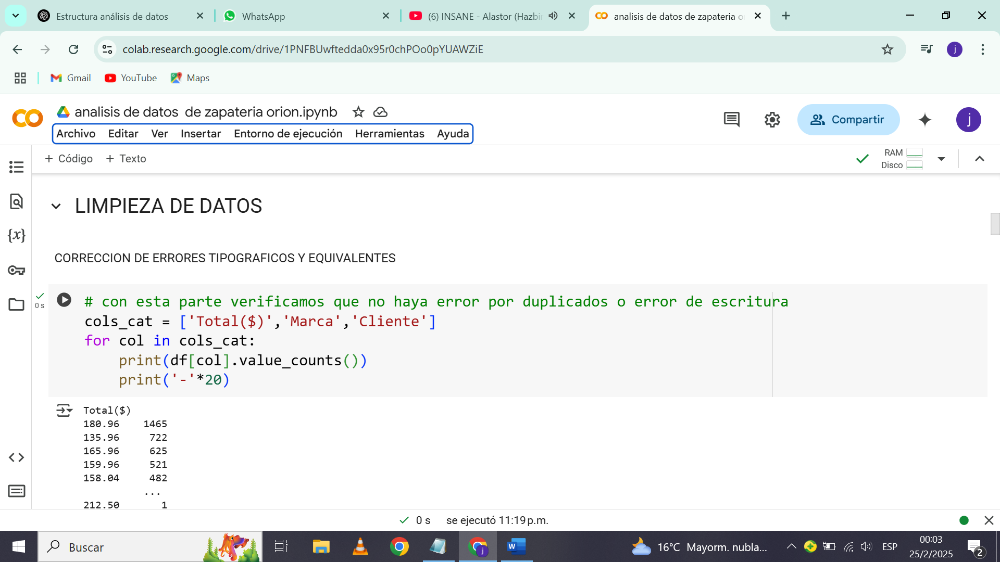 Estructura análisis de datos
WhatsApp
(6) INSANE - Alastor (Hazbin
analisis de datos de zapateria o
colab.research.google.com/drive/1PNFBUwftedda0x95r0chPOo0pYUAWZiE
j
Gmail
YouTube
Maps
analisis de datos  de zapateria orion.ipynb
Archivo Editar Ver Insertar Entorno de ejecución Herramientas Ayuda
Compartir
j
+ Código + Texto
RAM
Disco
LIMPIEZA DE DATOS
{x}
CORRECCION DE ERRORES TIPOGRAFICOS Y EQUIVALENTES
0 s
# con esta parte verificamos que no haya error por duplicados o error de escritura
cols_cat = ['Total($)','Marca','Cliente']
for col in cols_cat:
    print(df[col].value_counts())
    print('-'*20)
Total($)
180.96    1465
135.96     722
165.96     625
159.96     521
158.04     482
          ...
212.50       1
0 s se ejecutó 11:19 p.m.
Buscar
16°C Mayorm. nubla...
ESP
00:03
25/2/2025
2